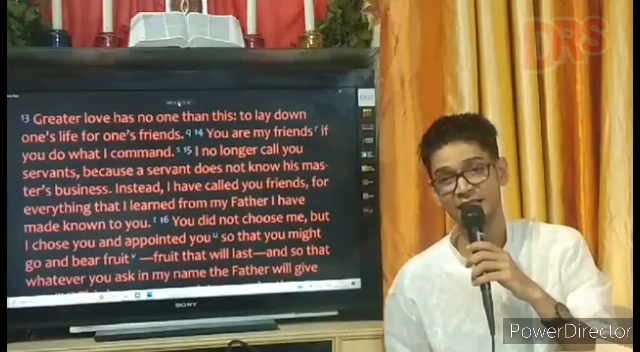 DRS
13 Greater love has no one than this: to lay down
one's life for one's friends. q 14 You are my friends r if
you do what I command. s 15 I no longer call you
servants, because a servant does not know his mas-
ter's business. Instead, I have called you friends, for
everything that I learned from my Father I have
made known to you. t 16 You did not choose me, but
I chose you and appointed you u so that you might
go and bear fruit v —fruit that will last—and so that
whatever you ask in my name the Father will give
SONY
PowerDirector